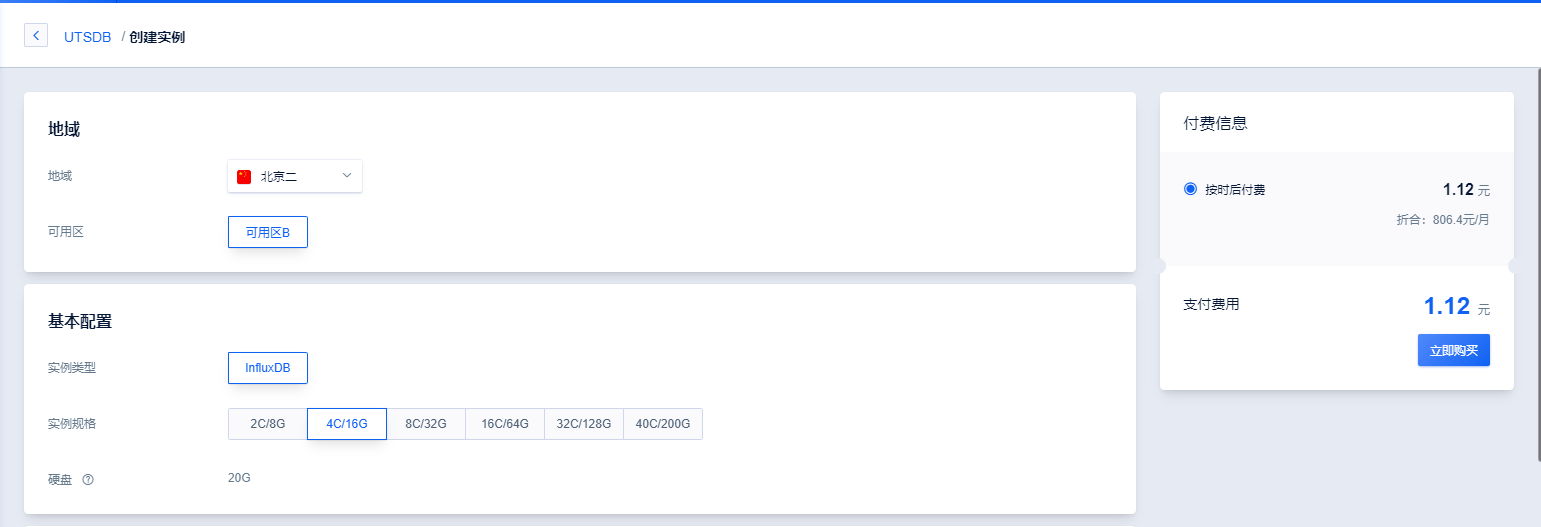 UTSDB / 创建实例
地域
地域 北京二
可用区 可用区B
基本配置
实例类型 InfluxDB
实例规格 2C/8G 4C/16G 8C/32G 16C/64G 32C/128G 40C/200G
硬盘 20G
付费信息
按时后付费 1.12 元
折合：806.4元/月
支付费用 1.12 元
立即购买